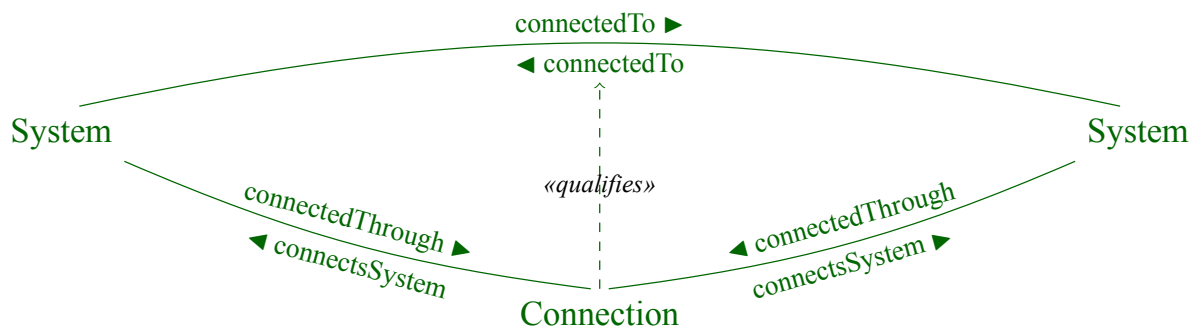 connectedTo ►
◄ connectedTo
System
System
«qualifies»
connectedThrough ►
◄ connectsSystem
◄ connectedThrough
connectsSystem ►
Connection